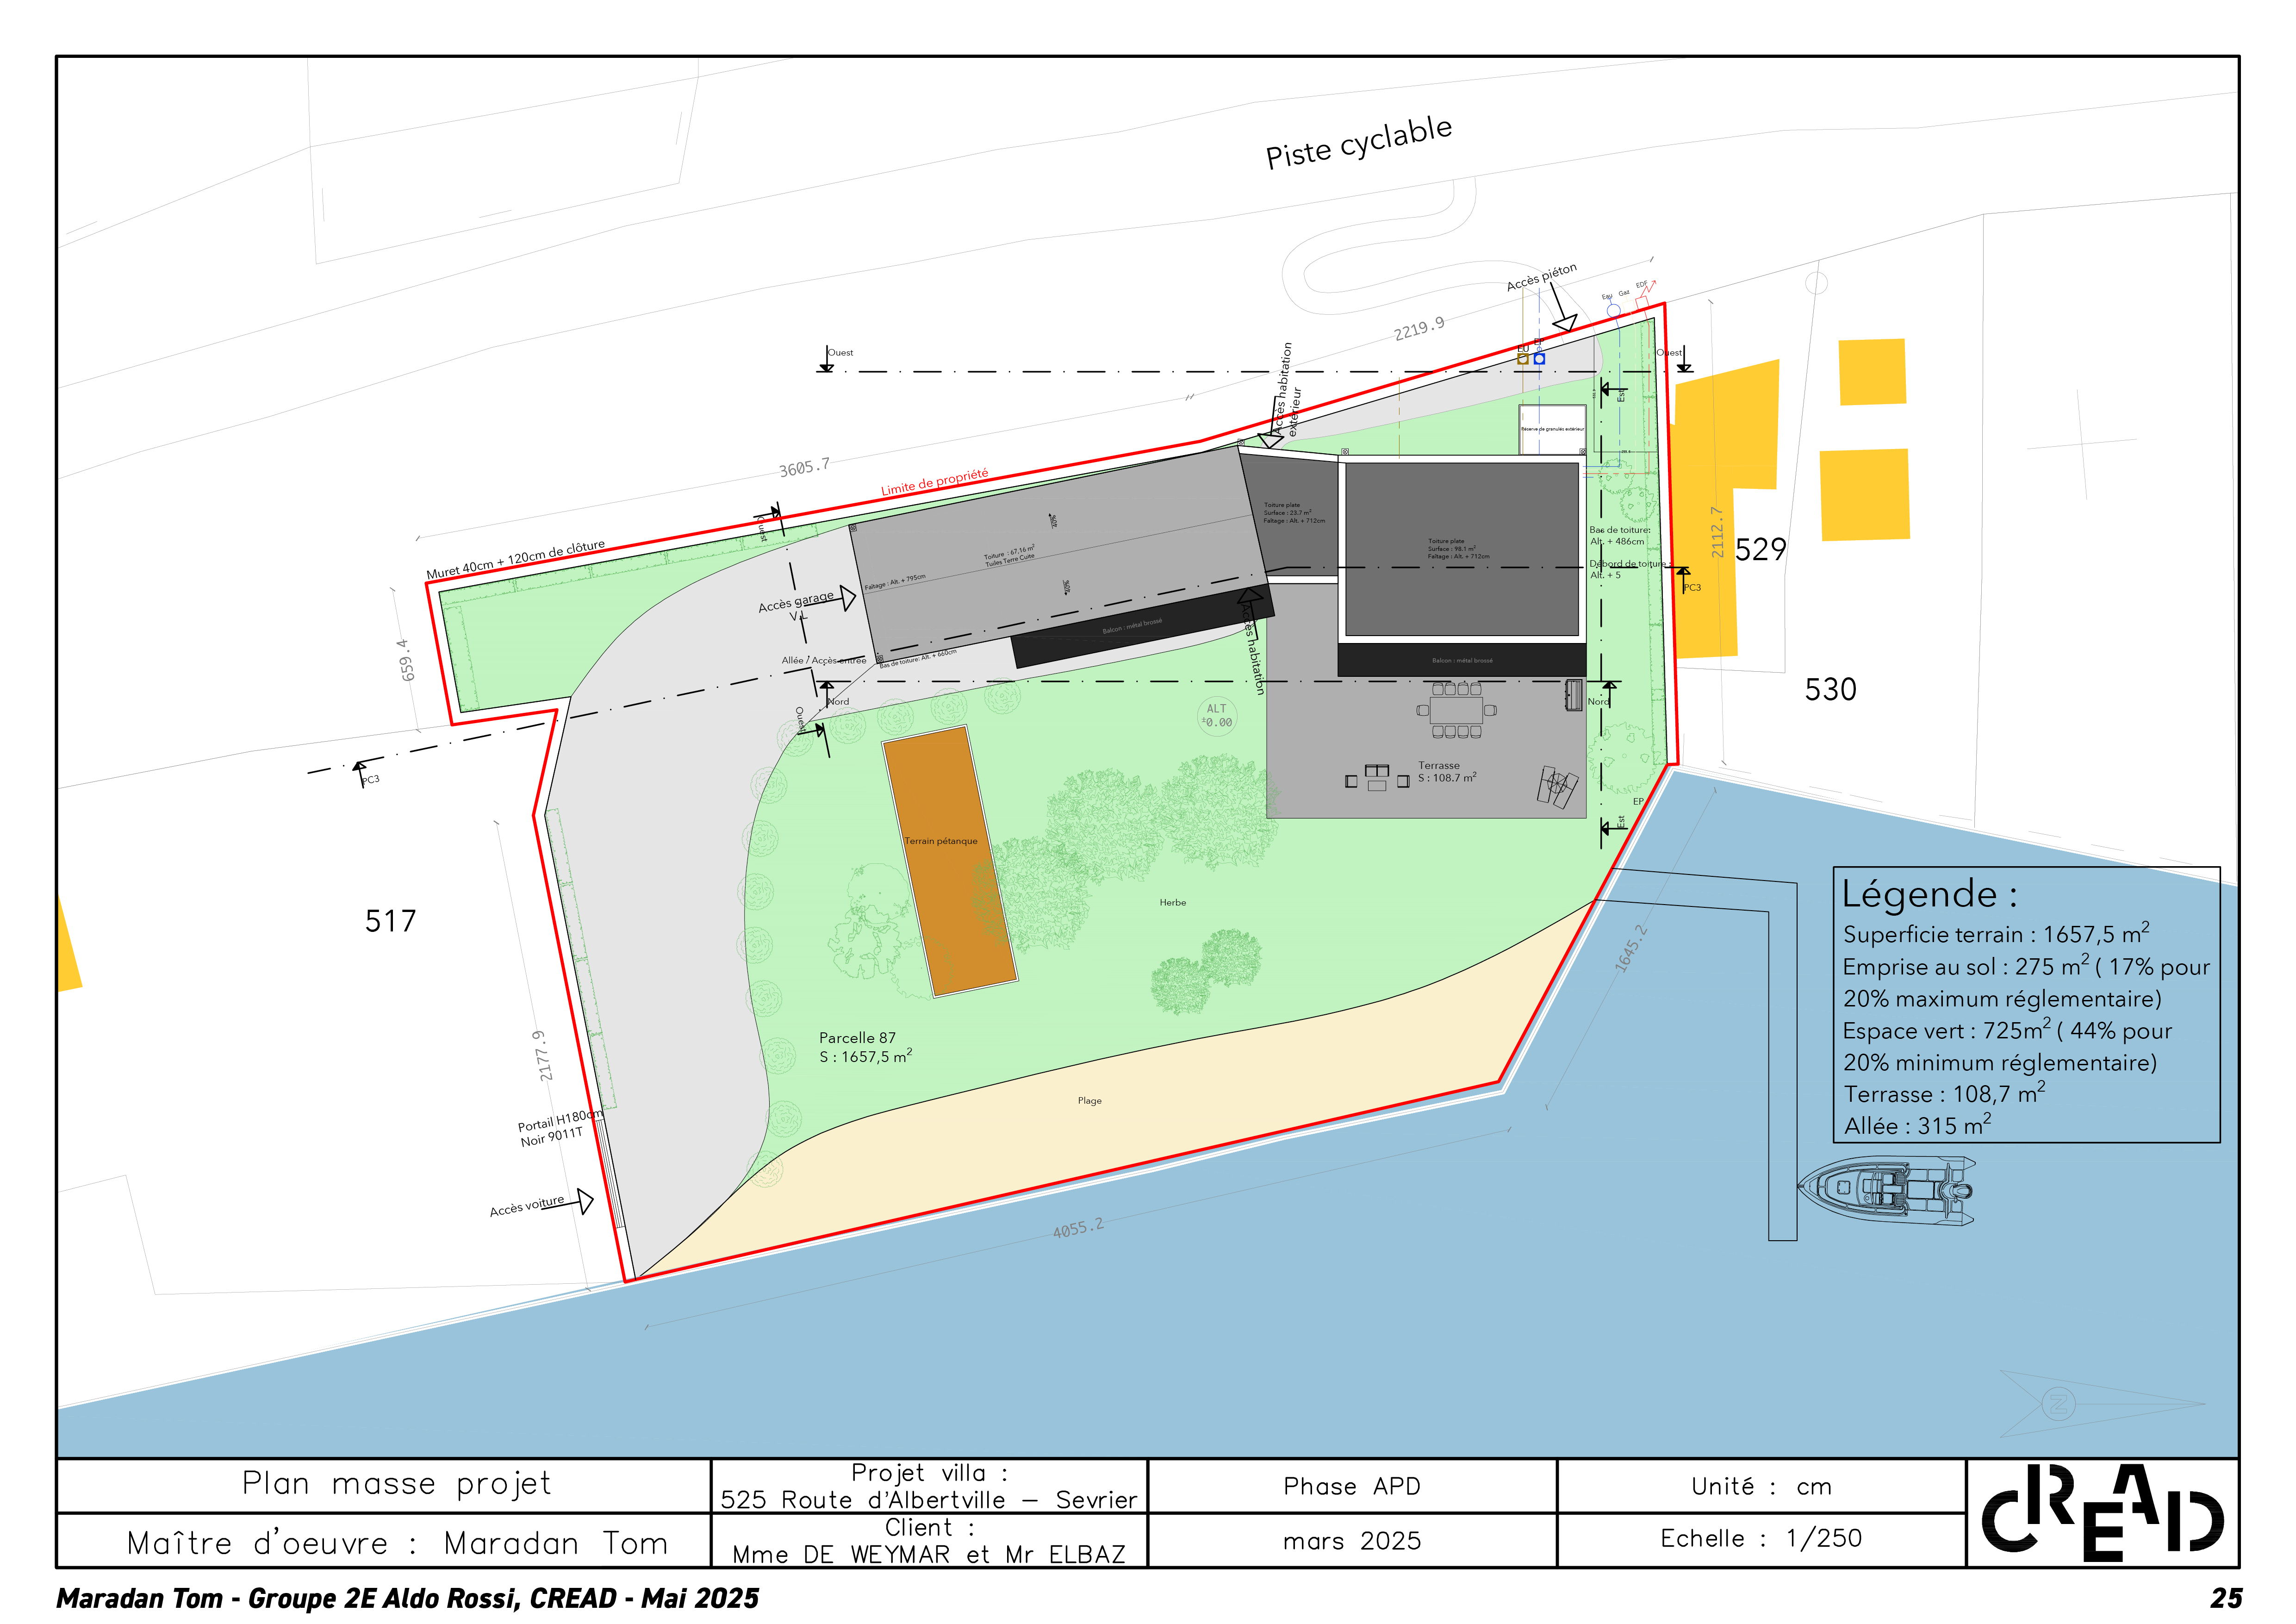 Piste cyclable
Accès piéton
Eau
Gaz
EDF
2219.9
EU
EP
Ouest
Ouest
Accès habitation
extérieur
Est
Réserve de granulés extérieur
3605.7
Limite de propriété
Ouest
Muret 40cm + 120cm de clôture
Toiture plate
Surface : 23.7 m²
Faîtage : Alt. + 712cm
Toiture plate
Surface : 98.1 m²
Faîtage : Alt. + 712cm
Bas de toiture:
Alt. + 486cm
Débord de toiture :
Alt. + 5
2112.7
529
PC3
Toiture : 67.16 m²
Tuiles Terre Cuite
Faîtage : Alt. + 795cm
Accès garage
VL
Balcon : métal brossé
Bas de toiture: Alt. + 660cm
Allée / Accès entrée
Accès habitation
Balcon : métal brossé
659.4
530
Nord
Nord
Ouest
ALT
±0.00
PC3
Terrasse
S : 108.7 m²
EP
Est
Terrain pétanque
Herbe
517
1645.2
Légende :
Superficie terrain : 1657,5 m²
Emprise au sol : 275 m² ( 17% pour
20% maximum réglementaire)
Espace vert : 725m² ( 44% pour
20% minimum réglementaire)
Terrasse : 108,7 m²
Allée : 315 m²
2177.9
Parcelle 87
S : 1657,5 m²
Plage
Portail H180cm
Noir 9011T
Accès voiture
4055.2
N
Plan masse projet
Projet villa :
525 Route d'Albertville – Sevrier
Phase APD
Unité : cm
Maître d'oeuvre : Maradan Tom
Client :
Mme DE WEYMAR et Mr ELBAZ
mars 2025
Echelle : 1/250
CREAD
Maradan Tom - Groupe 2E Aldo Rossi, CREAD - Mai 2025
25